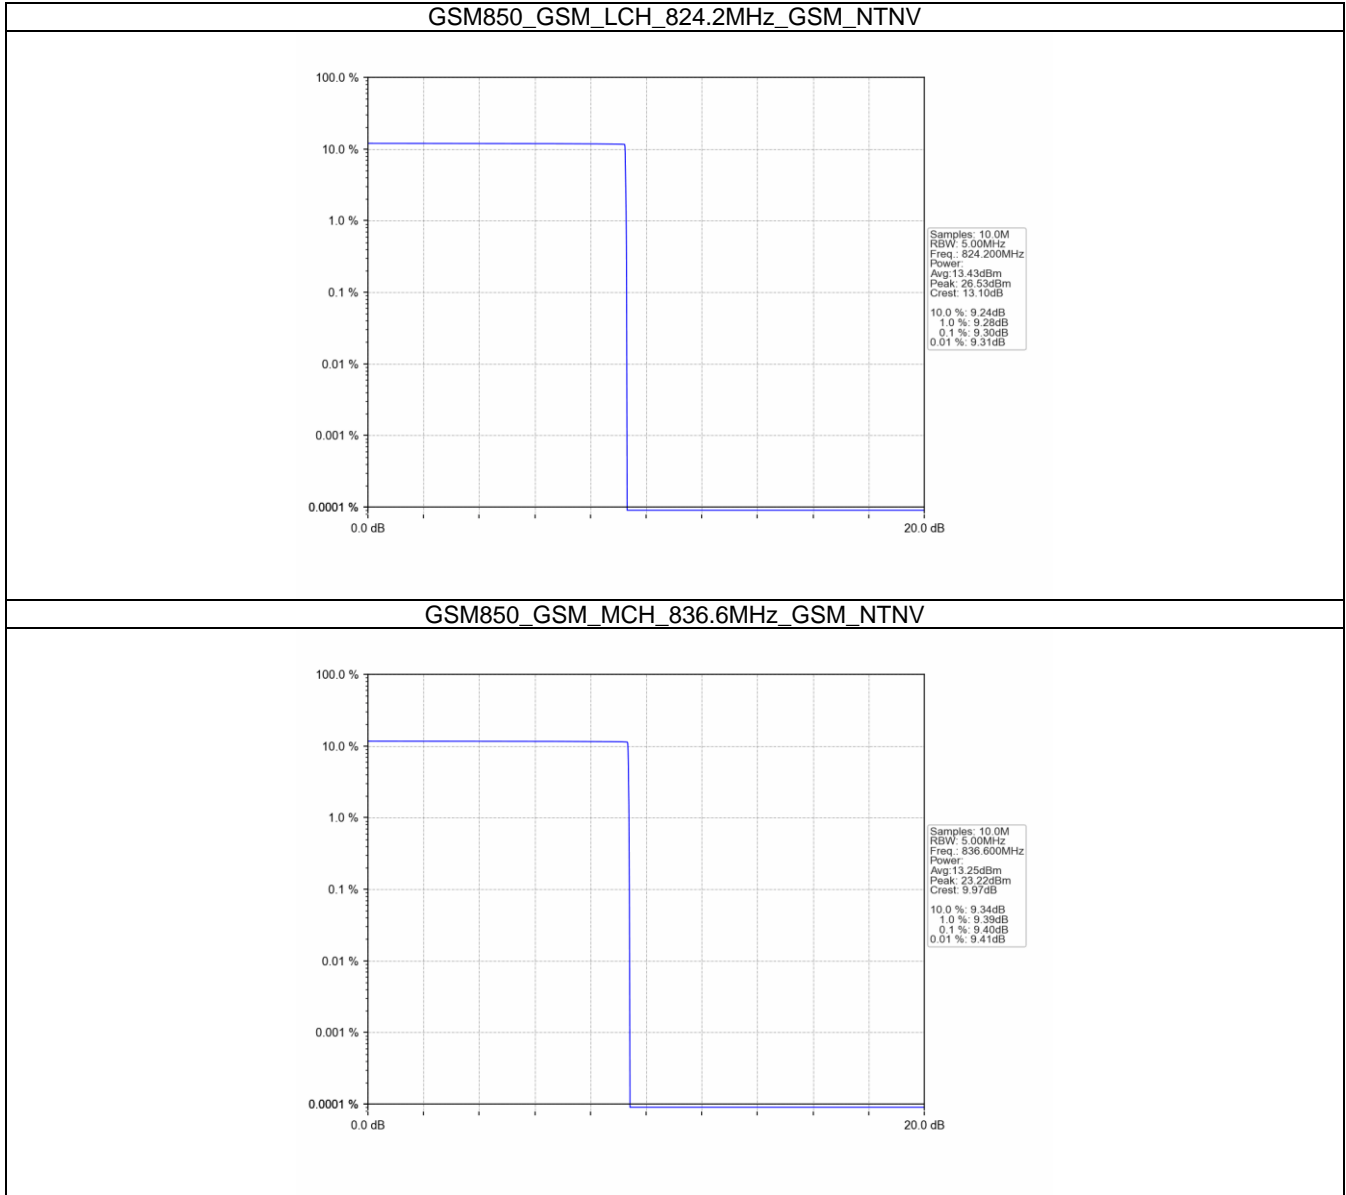 GSM850_GSM_LCH_824.2MHz_GSM_NTNV
100.0 %
10.0 %
1.0 %
0.1 %
0.01 %
0.001 %
0.0001 %
0.0 dB
20.0 dB
Samples: 10.0M
RBW: 5.00MHz
Freq.: 824.200MHz
Power:
Avg:13.43dBm
Peak: 26.53dBm
Crest: 13.10dB
10.0 %: 9.24dB
1.0 %: 9.28dB
0.1 %: 9.30dB
0.01 %: 9.31dB
GSM850_GSM_MCH_836.6MHz_GSM_NTNV
100.0 %
10.0 %
1.0 %
0.1 %
0.01 %
0.001 %
0.0001 %
0.0 dB
20.0 dB
Samples: 10.0M
RBW: 5.00MHz
Freq.: 836.600MHz
Power:
Avg:13.25dBm
Peak: 23.22dBm
Crest: 9.97dB
10.0 %: 9.34dB
1.0 %: 9.39dB
0.1 %: 9.40dB
0.01 %: 9.41dB